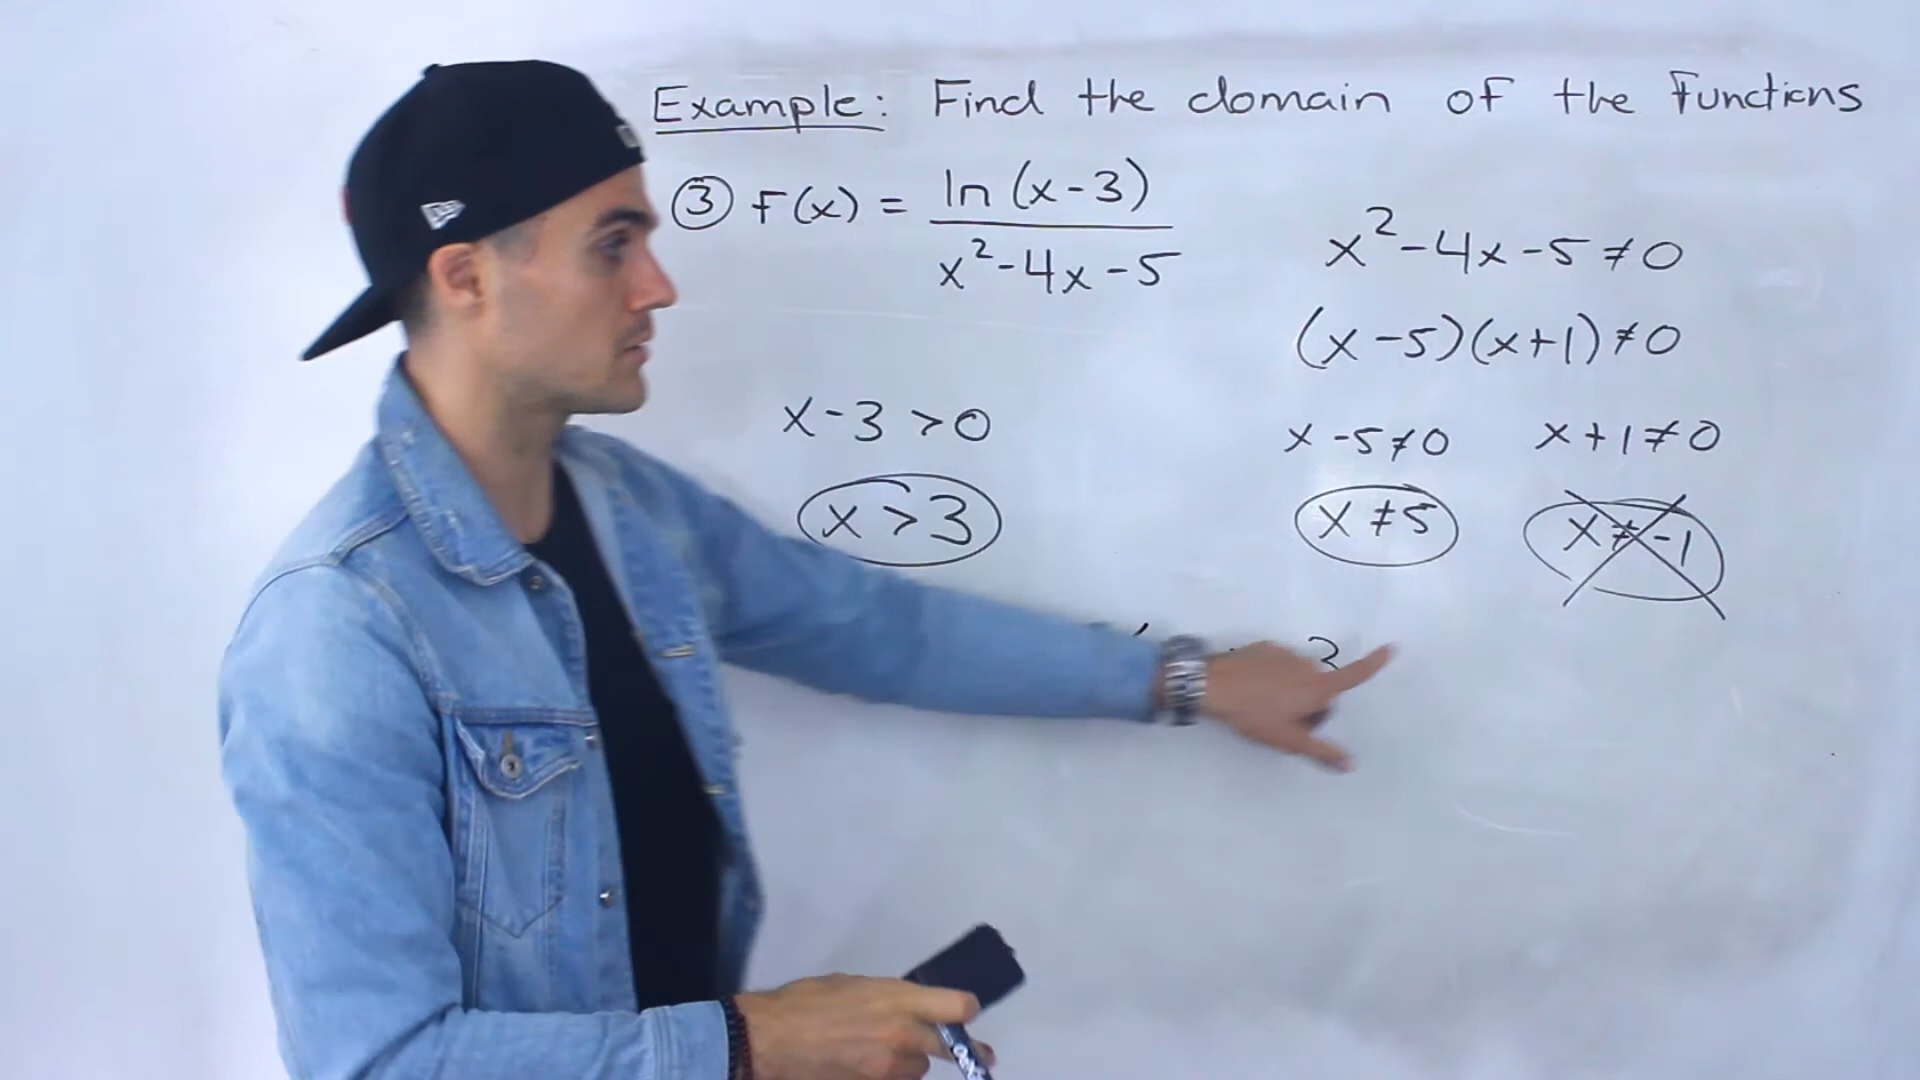 Example: Find the domain of the functions
③ f(x) = ln(x-3) / x²-4x-5
x²-4x-5≠0
(x-5)(x+1)≠0
x-3>0
x-5≠0 x+1≠0
x>3
x≠5 x≠-1
3